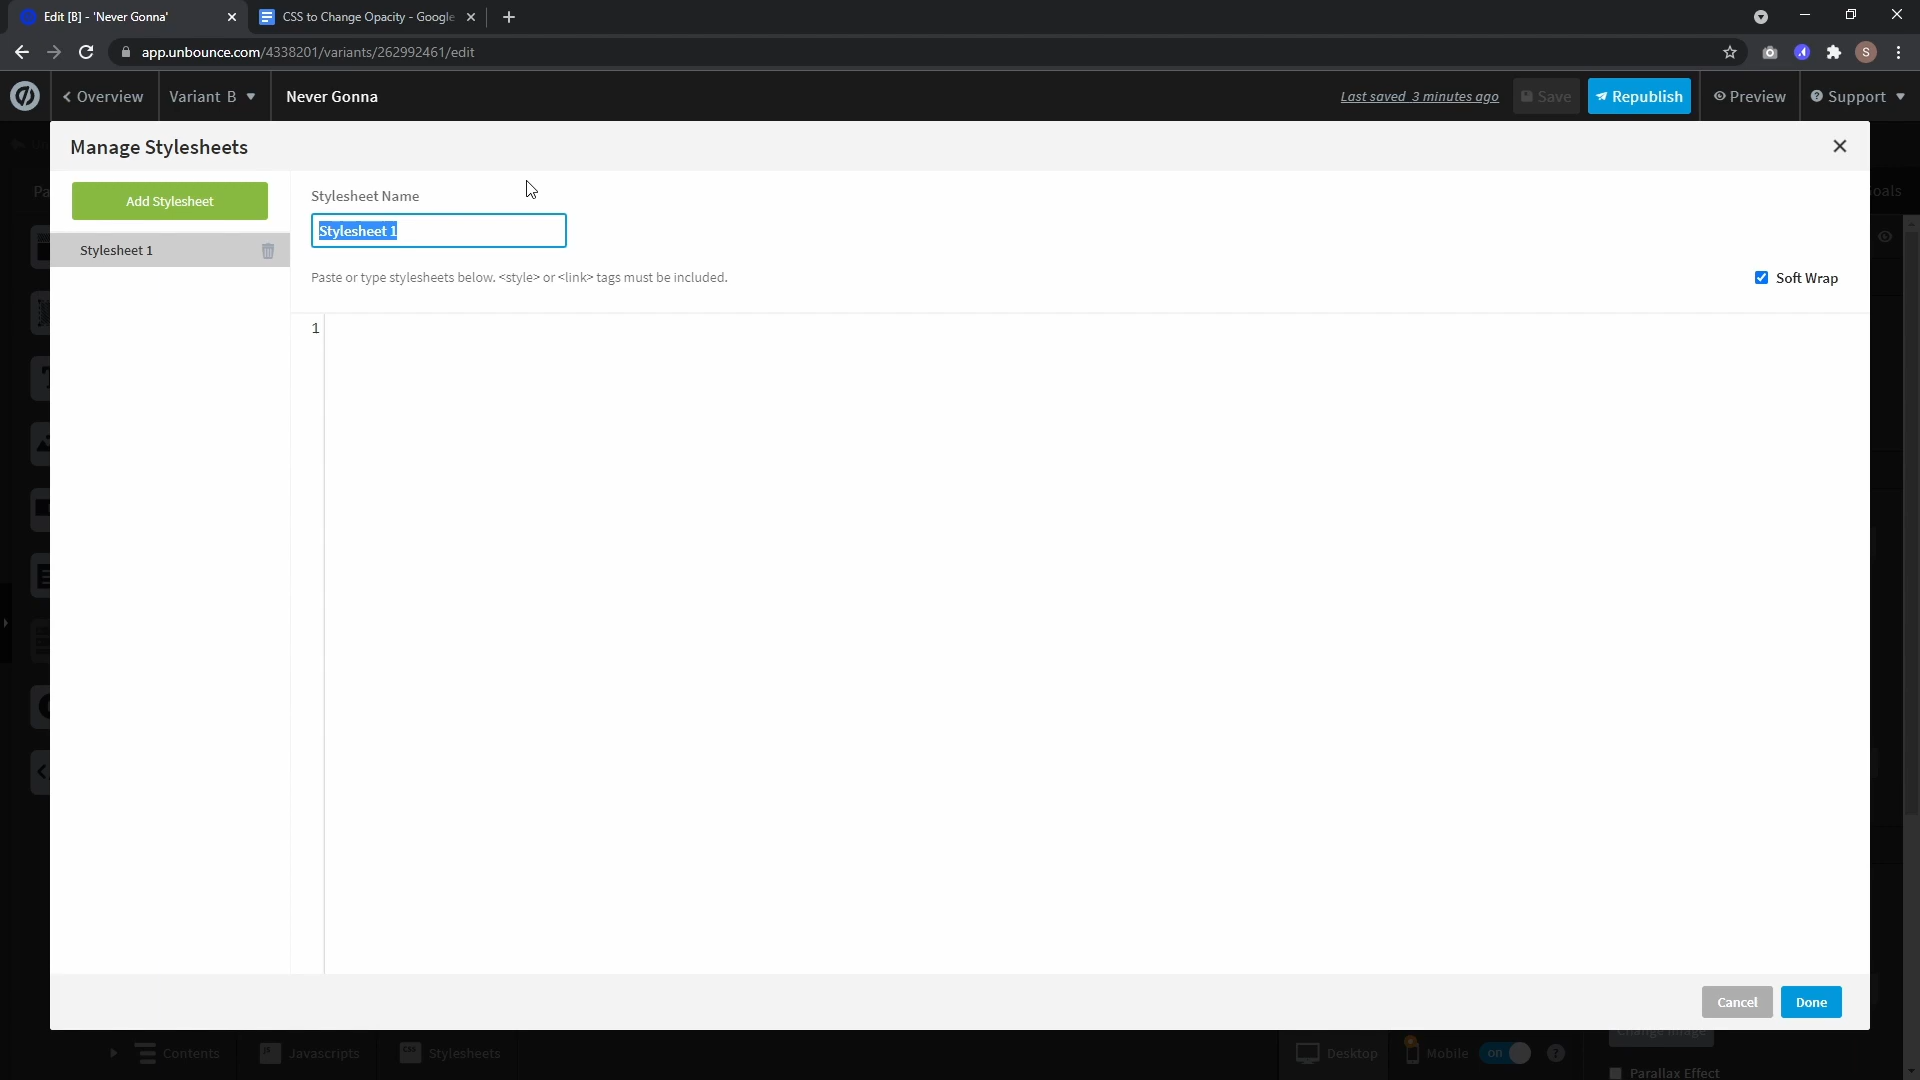 Edit [B] - 'Never Gonna'
CSS to Change Opacity - Google
app.unbounce.com/4338201/variants/262992461/edit
S
Overview
Variant B
Never Gonna
Last saved 3 minutes ago
Save
Republish
Preview
Support
Manage Stylesheets
Add Stylesheet
Stylesheet 1
Stylesheet Name
Stylesheet 1
Paste or type stylesheets below. <style> or <link> tags must be included.
Soft Wrap
1
Cancel
Done
Contents
Javascripts
Stylesheets
Desktop
Mobile
on
Change Image
Parallax Effect